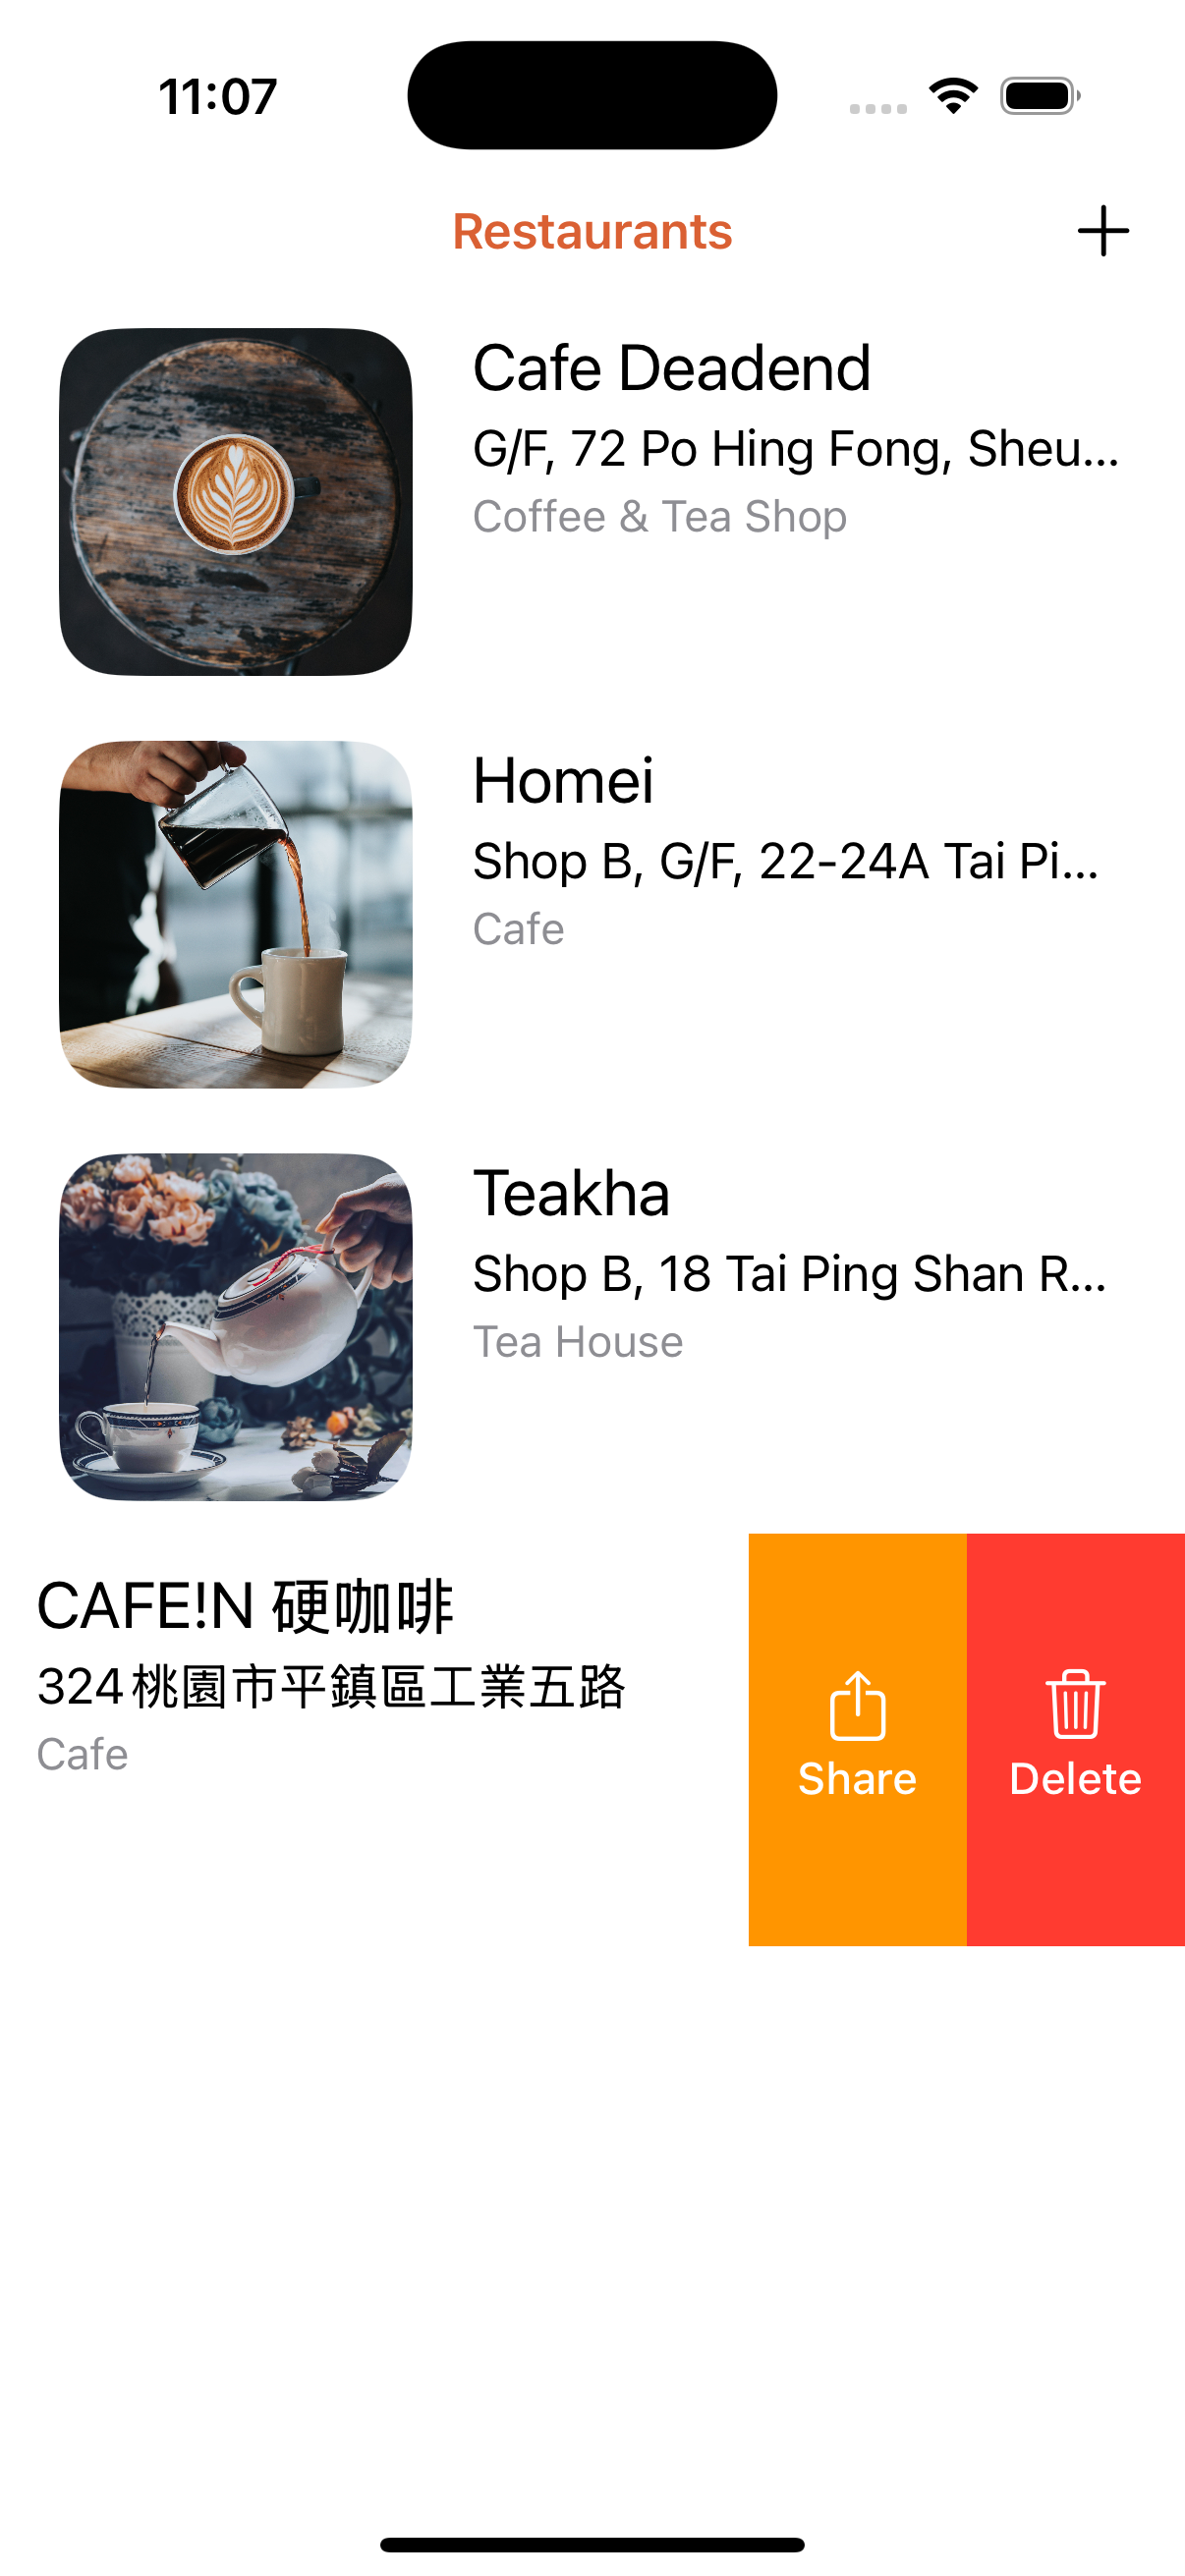 11:07
Restaurants
Cafe Deadend
G/F, 72 Po Hing Fong, Sheu...
Coffee & Tea Shop
Homei
Shop B, G/F, 22-24A Tai Pi...
Cafe
Teakha
Shop B, 18 Tai Ping Shan R...
Tea House
CAFE!N 硬咖啡
324桃園市平鎮區工業五路
Cafe
Share
Delete